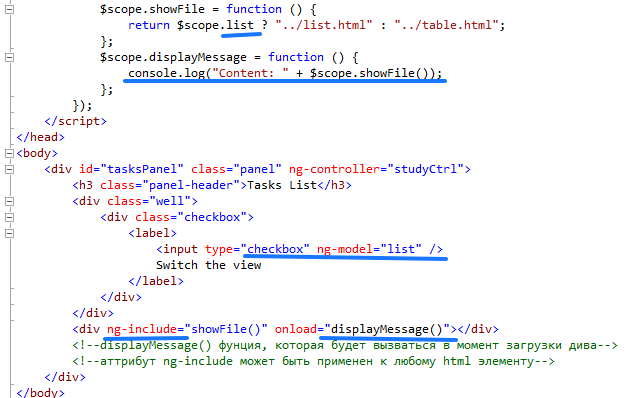 $scope.showFile = function () {
return $scope.list ? "../list.html" : "../table.html";
};
$scope.displayMessage = function () {
console.log("Content: " + $scope.showFile());
};
});
</script>
</head>
<body>
<div id="tasksPanel" class="panel" ng-controller="studyCtrl">
<h3 class="panel-header">Tasks List</h3>
<div class="well">
<div class="checkbox">
<label>
<input type="checkbox" ng-model="list" />
Switch the view
</label>
</div>
</div>
<div ng-include="showFile()" onload="displayMessage()"></div>
<!--displayMessage() фунция, которая будет вызваться в момент загрузки дива-->
<!--аттрибут ng-include может быть применен к любому html элементу-->
</div>
</body>